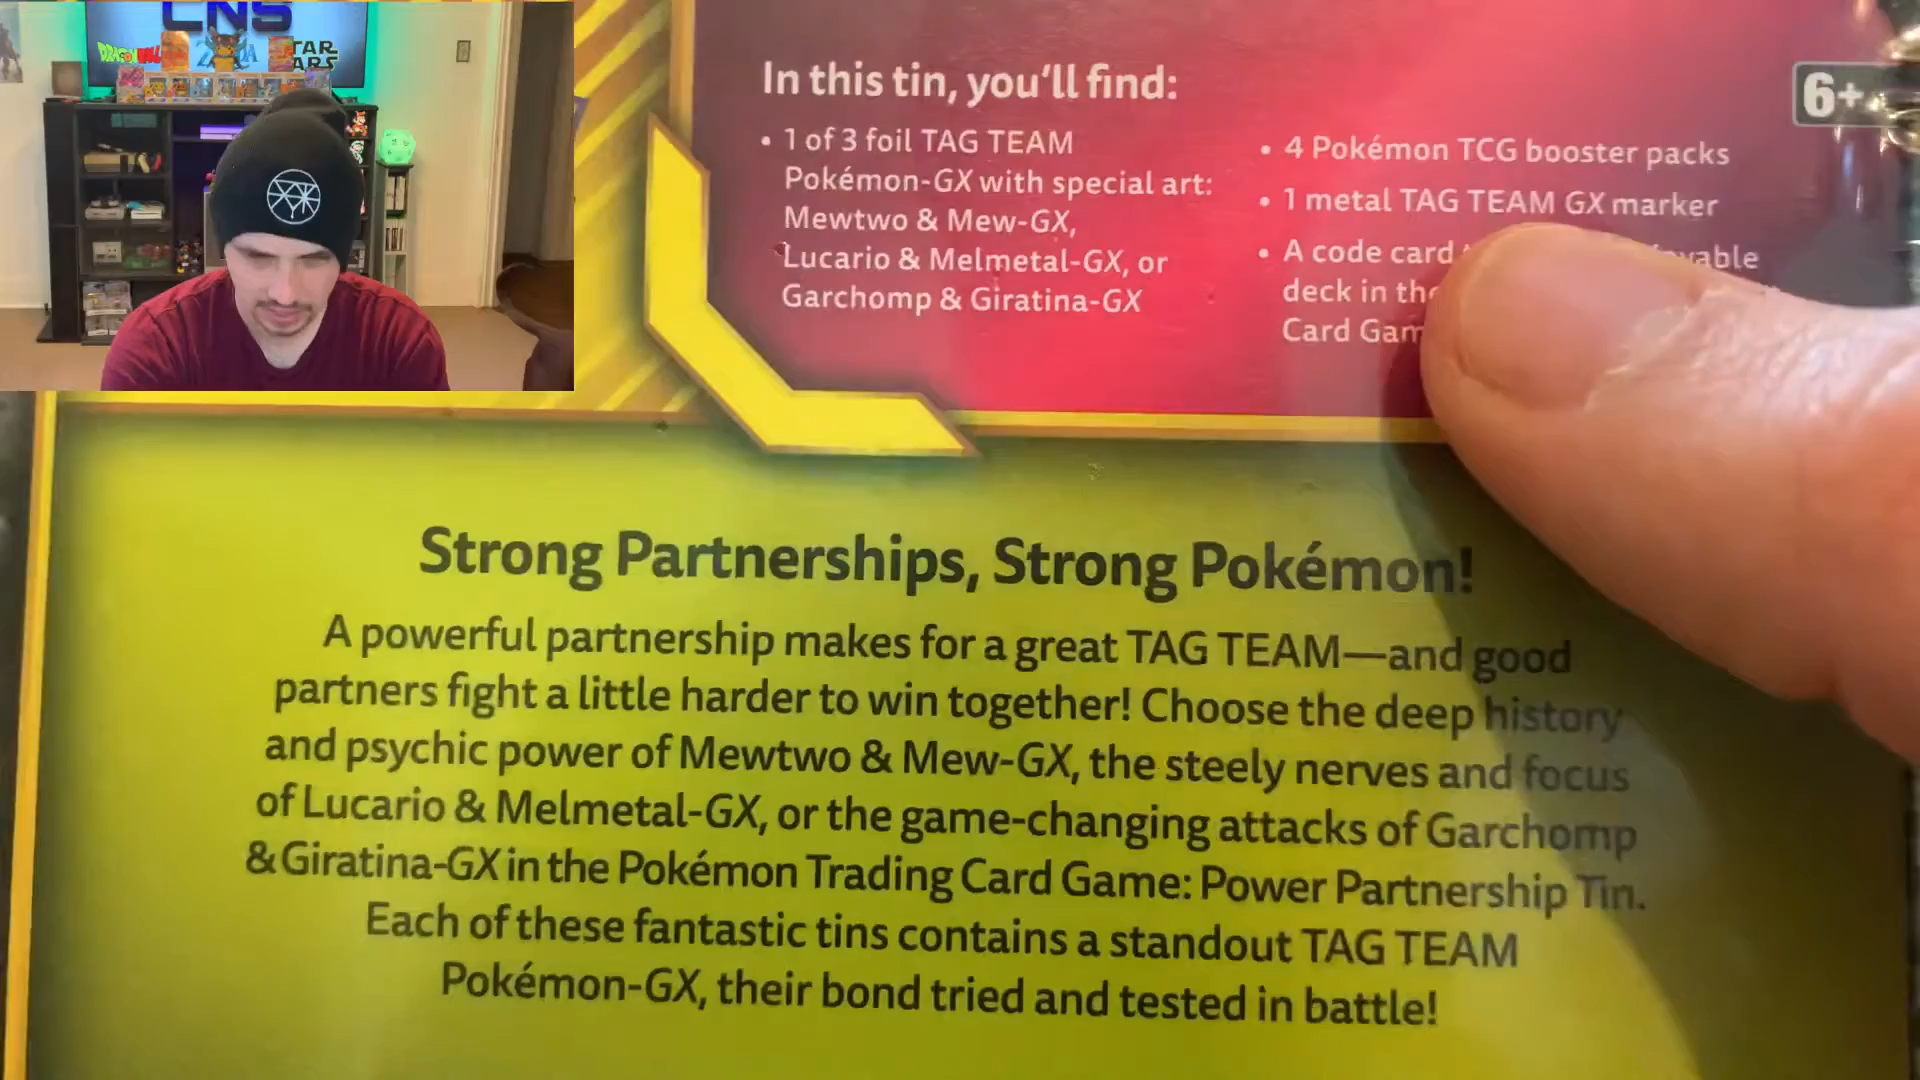 CNS
DRAGON BALL
STAR
WARS
In this tin, you'll find:
• 1 of 3 foil TAG TEAM
Pokémon-GX with special art:
Mewtwo & Mew-GX,
Lucario & Melmetal-GX, or
Garchomp & Giratina-GX
• 4 Pokémon TCG booster packs
• 1 metal TAG TEAM GX marker
• A code card
deck in the
Card Gam
6+
Strong Partnerships, Strong Pokémon!
A powerful partnership makes for a great TAG TEAM—and good
partners fight a little harder to win together! Choose the deep history
and psychic power of Mewtwo & Mew-GX, the steely nerves and focus
of Lucario & Melmetal-GX, or the game-changing attacks of Garchomp
& Giratina-GX in the Pokémon Trading Card Game: Power Partnership Tin.
Each of these fantastic tins contains a standout TAG TEAM
Pokémon-GX, their bond tried and tested in battle!